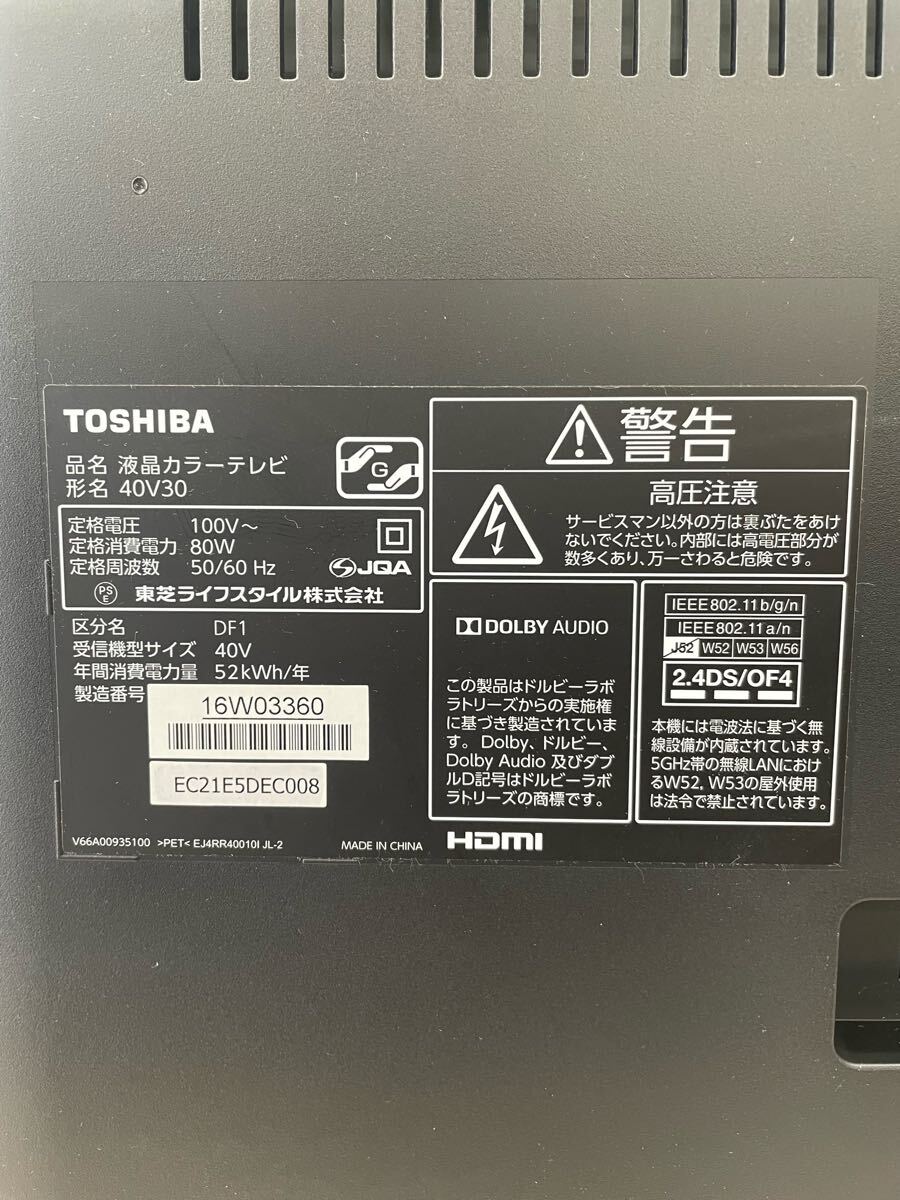 TOSHIBA
品名 液晶カラーテレビ
形名 40V30
G
定格電圧 100V～
定格消費電力 80W
定格周波数 50/60 Hz
JQA
PS
E
東芝ライフスタイル株式会社
区分名 DF1
受信機型サイズ 40V
年間消費電力量 52kWh/年
製造番号
16W03360
EC21E5DEC008
V66A00935100 >PET< EJ4RR40010I JL-2
MADE IN CHINA
警告
高圧注意
サービスマン以外の方は裏ぶたをあけ
ないでください。内部には高電圧部分が
数多くあり、万一さわると危険です。
DOLBY AUDIO
この製品はドルビーラボ
ラトリーズからの実施権
に基づき製造されていま
す。Dolby、ドルビー、
Dolby Audio 及びダブ
ルD記号はドルビーラボ
ラトリーズの商標です。
HDMI
IEEE802.11b/g/n
IEEE802.11a/n
J52 W52 W53 W56
2.4DS/OF4
本機には電波法に基づく無
線設備が内蔵されています。
5GHz帯の無線LANにおけ
るW52, W53の屋外使用
は法令で禁止されています。